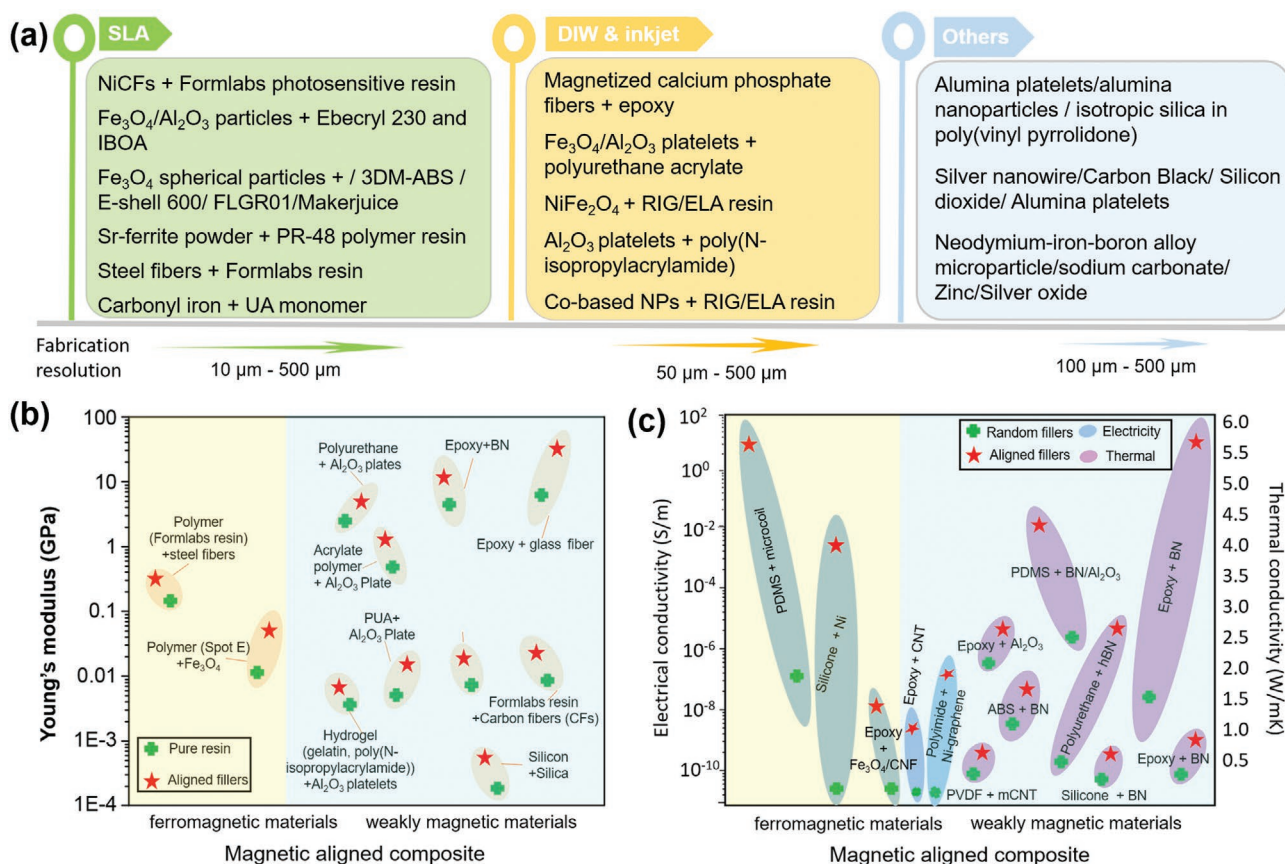 (a)
SLA
NiCFs + Formlabs photosensitive resin
Fe₃O₄/Al₂O₃ particles + Ebecryl 230 and
IBOA
Fe₃O₄ spherical particles + / 3DM-ABS /
E-shell 600/ FLGR01/Makerjuice
Sr-ferrite powder + PR-48 polymer resin
Steel fibers + Formlabs resin
Carbonyl iron + UA monomer
DIW & inkjet
Magnetized calcium phosphate
fibers + epoxy
Fe₃O₄/Al₂O₃ platelets +
polyurethane acrylate
NiFe₂O₄ + RIG/ELA resin
Al₂O₃ platelets + poly(N-
isopropylacrylamide)
Co-based NPs + RIG/ELA resin
Others
Alumina platelets/alumina
nanoparticles / isotropic silica in
poly(vinyl pyrrolidone)
Silver nanowire/Carbon Black/ Silicon
dioxide/ Alumina platelets
Neodymium-iron-boron alloy
microparticle/sodium carbonate/
Zinc/Silver oxide
Fabrication
resolution
10 µm - 500 µm
50 µm - 500 µm
100 µm - 500 µm
(b)
Young's modulus (GPa)
100
10
1
0.1
0.01
1E-3
1E-4
Polymer
(Formlabs resin)
+steel fibers
Polymer (Spot E)
+Fe₃O₄
Polyurethane
+ Al₂O₃ plates
Epoxy+BN
Epoxy + glass fiber
Acrylate
polymer
+ Al₂O₃ Plate
PUA+
Al₂O₃ Plate
Formlabs resin
+Carbon fibers (CFs)
Hydrogel
(gelatin, poly(N-
isopropylacrylamide))
+Al₂O₃ platelets
Silicon
+Silica
Pure resin
Aligned fillers
ferromagnetic materials
weakly magnetic materials
Magnetic aligned composite
(c)
Electrical conductivity (S/m)
10²
10⁰
10⁻²
10⁻⁴
10⁻⁶
10⁻⁸
10⁻¹⁰
Random fillers
Electricity
Aligned fillers
Thermal
PDMS + microcoil
Silicone + Ni
Epoxy
+
Fe₃O₄/CNF
Epoxy + CNT
Polyimide +
Ni-graphene
Epoxy + Al₂O₃
ABS + BN
PVDF + mCNT
PDMS + BN/Al₂O₃
Polyurethane + hBN
Silicone + BN
Epoxy + BN
Epoxy + BN
6.0
5.5
5.0
4.5
4.0
3.5
3.0
2.5
2.0
1.5
1.0
0.5
Thermal conductivity (W/mK)
ferromagnetic materials
weakly magnetic materials
Magnetic aligned composite